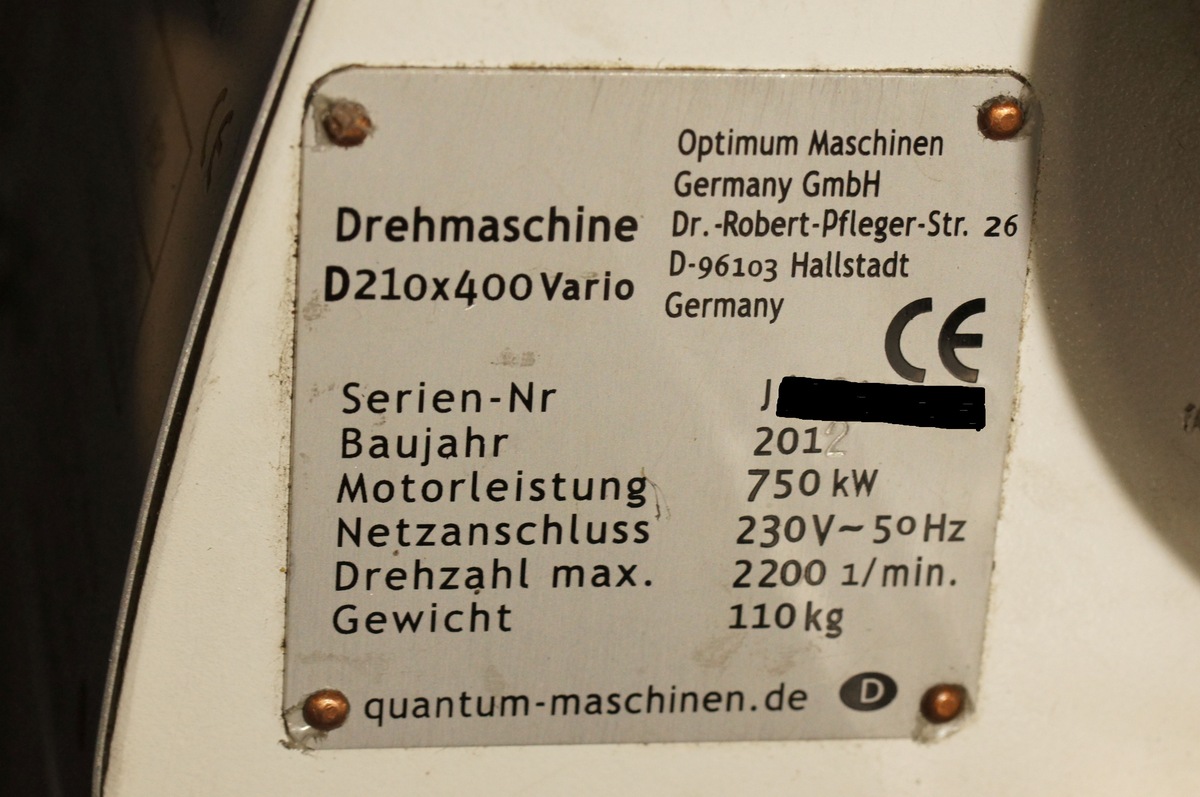 Optimum Maschinen
Germany GmbH
Dr.-Robert-Pfleger-Str. 26
D-96103 Hallstadt
Germany
Drehmaschine
D210x400 Vario
CE
Serien-Nr J
Baujahr 2012
Motorleistung 750 kW
Netzanschluss 230V~50Hz
Drehzahl max. 2200 1/min.
Gewicht 110kg
quantum-maschinen.de D